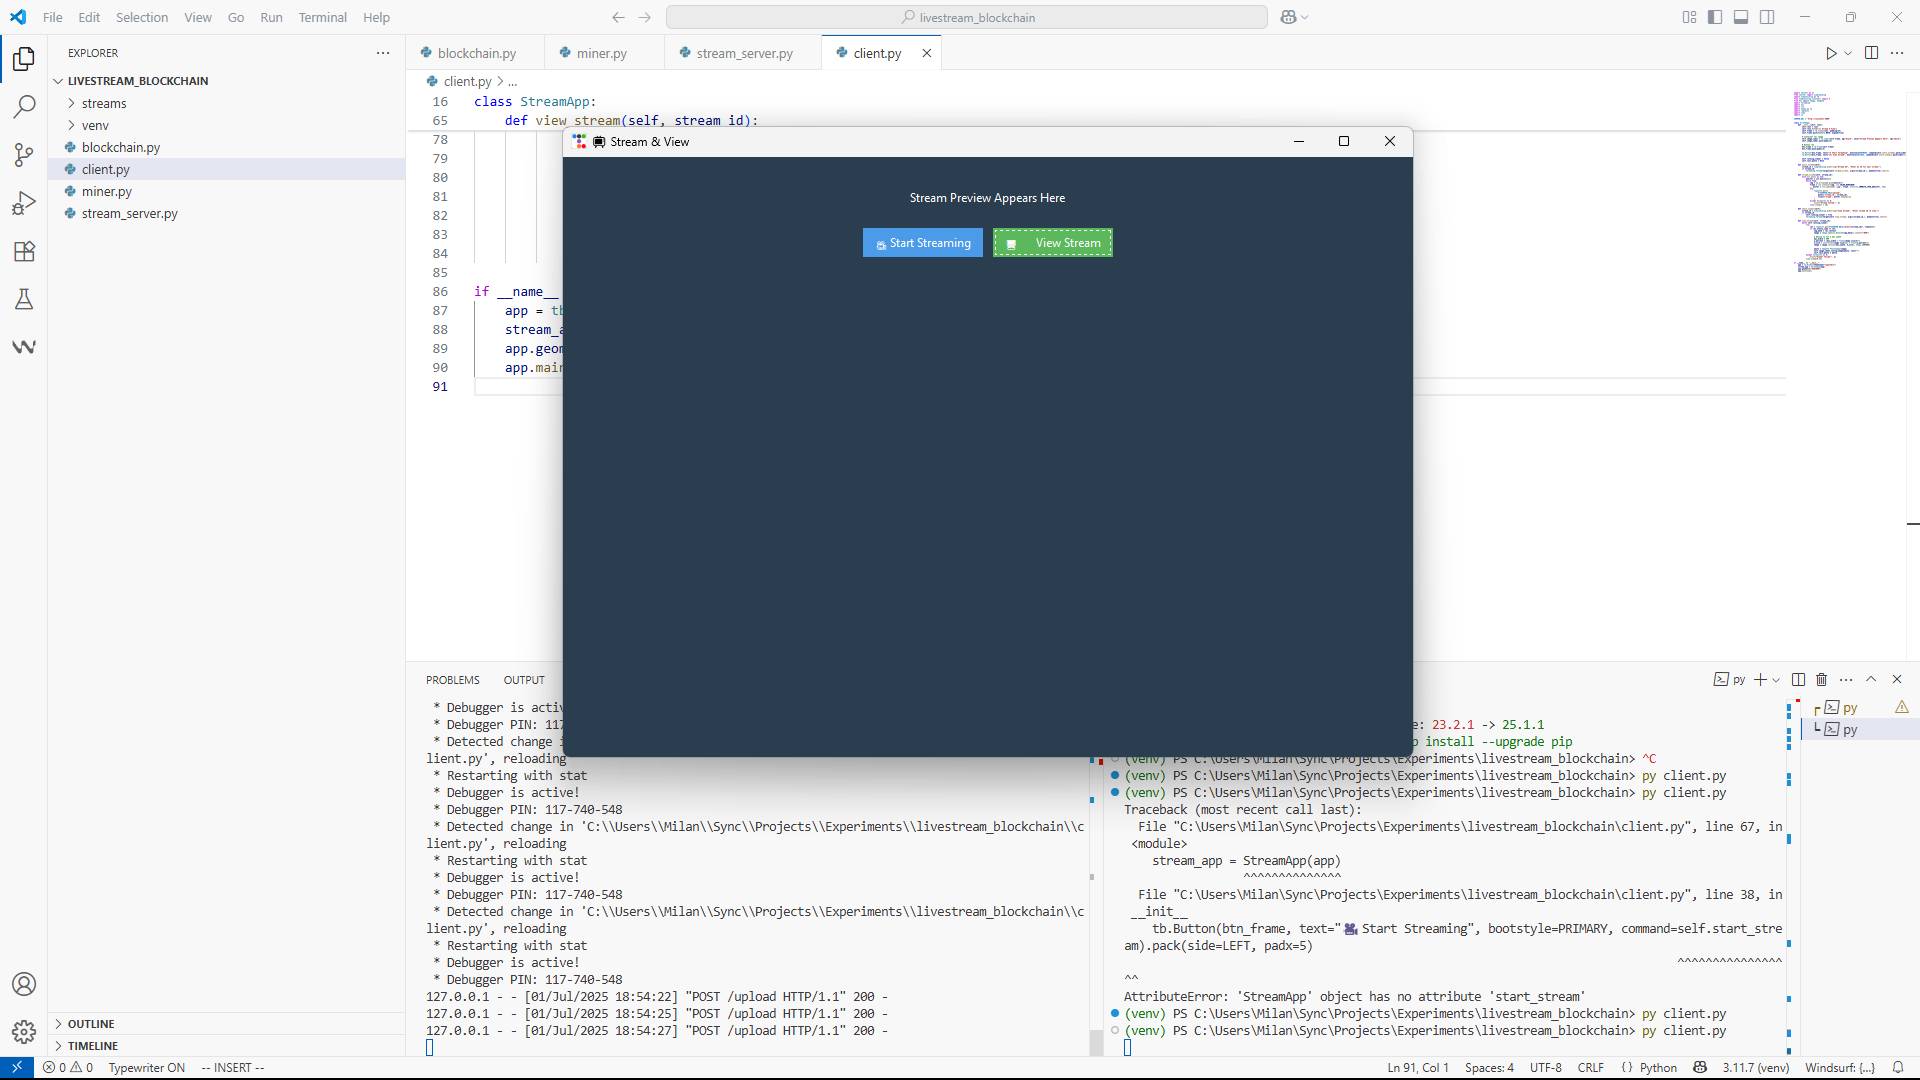 File Edit Selection View Go Run Terminal Help
livestream_blockchain
EXPLORER
LIVESTREAM_BLOCKCHAIN
streams
venv
blockchain.py
client.py
miner.py
stream_server.py
OUTLINE
TIMELINE
blockchain.py miner.py stream_server.py client.py
client.py > ...
16 class StreamApp:
65 def view_stream(self, stream_id):
78
79
80
81
82
83
84
85
86 if __name__
87 app = tb
88 stream_a
89 app.geom
90 app.main
91
Stream & View
Stream Preview Appears Here
Start Streaming View Stream
PROBLEMS OUTPUT
py
* Debugger is activ
* Debugger PIN: 117
* Detected change i
lient.py', reloading
* Restarting with stat
* Debugger is active!
* Debugger PIN: 117-740-548
* Detected change in 'C:\\Users\\Milan\\Sync\\Projects\\Experiments\\livestream_blockchain\\c
lient.py', reloading
* Restarting with stat
* Debugger is active!
* Debugger PIN: 117-740-548
* Detected change in 'C:\\Users\\Milan\\Sync\\Projects\\Experiments\\livestream_blockchain\\c
lient.py', reloading
* Restarting with stat
* Debugger is active!
* Debugger PIN: 117-740-548
127.0.0.1 - - [01/Jul/2025 18:54:22] "POST /upload HTTP/1.1" 200 -
127.0.0.1 - - [01/Jul/2025 18:54:25] "POST /upload HTTP/1.1" 200 -
127.0.0.1 - - [01/Jul/2025 18:54:27] "POST /upload HTTP/1.1" 200 -
e: 23.2.1 -> 25.1.1
p install --upgrade pip
(venv) PS C:\Users\Milan\Sync\Projects\Experiments\livestream_blockchain> ^C
(venv) PS C:\Users\Milan\Sync\Projects\Experiments\livestream_blockchain> py client.py
(venv) PS C:\Users\Milan\Sync\Projects\Experiments\livestream_blockchain> py client.py
Traceback (most recent call last):
File "C:\Users\Milan\Sync\Projects\Experiments\livestream_blockchain\client.py", line 67, in
<module>
stream_app = StreamApp(app)
^^^^^^^^^^^^^^
File "C:\Users\Milan\Sync\Projects\Experiments\livestream_blockchain\client.py", line 38, in
__init__
tb.Button(btn_frame, text="🎥 Start Streaming", bootstyle=PRIMARY, command=self.start_stre
am).pack(side=LEFT, padx=5)
^^^^^^^^^^^^^^^
^^
AttributeError: 'StreamApp' object has no attribute 'start_stream'
(venv) PS C:\Users\Milan\Sync\Projects\Experiments\livestream_blockchain> py client.py
(venv) PS C:\Users\Milan\Sync\Projects\Experiments\livestream_blockchain> py client.py
py
py
0 0 Typewriter ON -- INSERT -- Ln 91, Col 1 Spaces: 4 UTF-8 CRLF {} Python 3.11.7 (venv) Windsurf: {...}